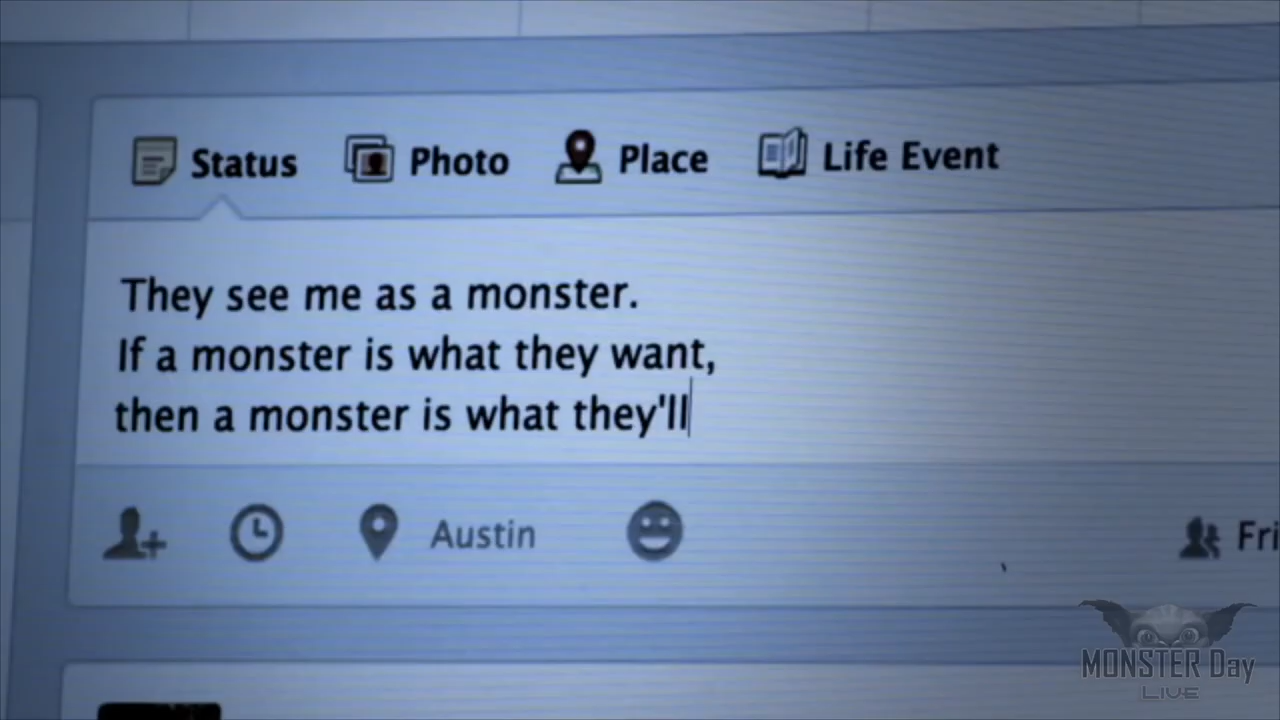 Status Photo Place Life Event
They see me as a monster.
If a monster is what they want,
then a monster is what they'll
Austin
Fri
MONSTER Day
LIVE